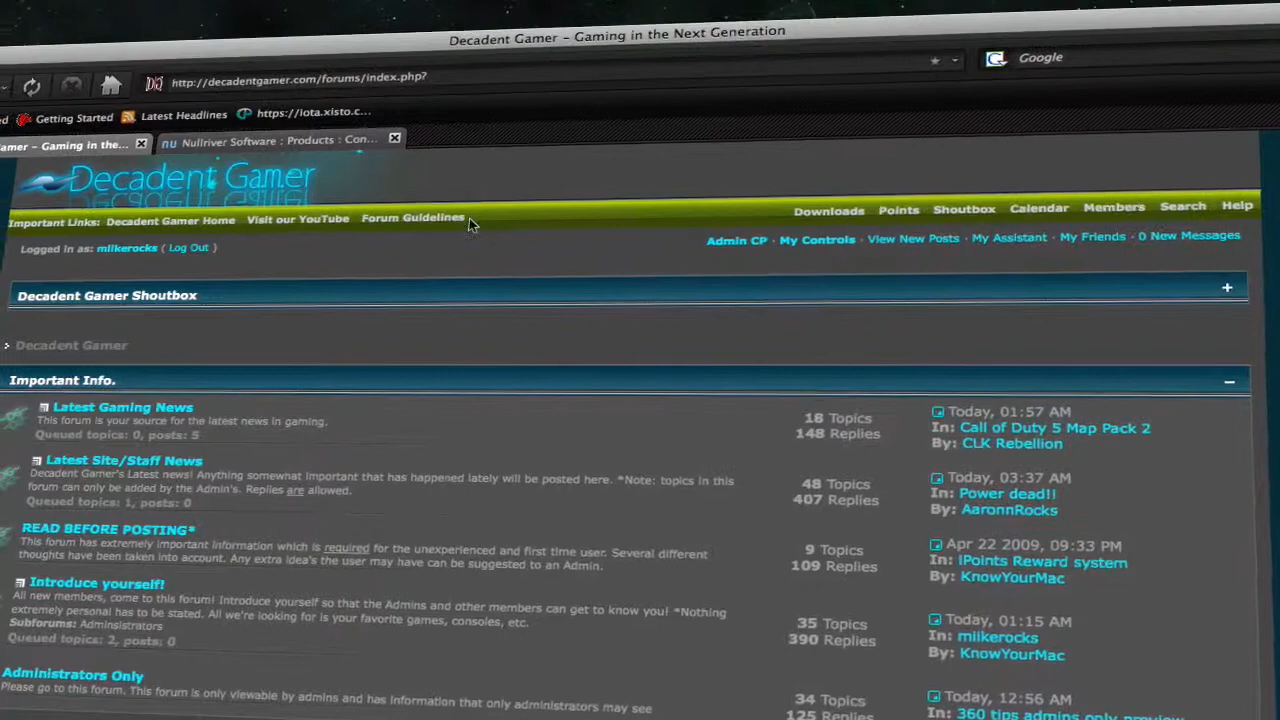 Decadent Gamer – Gaming in the Next Generation
http://decadentgamer.com/forums/index.php?
Google
Getting Started
Latest Headlines
https://iota.xisto.c...
Gamer – Gaming in the...
Nullriver Software : Products : Con...
Decadent Gamer
Important Links: Decadent Gamer Home Visit our YouTube Forum Guidelines
Downloads Points Shoutbox Calendar Members Search Help
Logged in as: miikerocks ( Log Out )
Admin CP · My Controls · View New Posts · My Assistant · My Friends · 0 New Messages
Decadent Gamer Shoutbox
+
Decadent Gamer
Important Info.
Latest Gaming News
This forum is your source for the latest news in gaming.
Queued topics: 0, posts: 5
18 Topics
148 Replies
Today, 01:57 AM
In: Call of Duty 5 Map Pack 2
By: CLK Rebellion
Latest Site/Staff News
Decadent Gamer's Latest news! Anything somewhat important that has happened lately will be posted here. *Note: topics in this
forum can only be added by the Admin's. Replies are allowed.
Queued topics: 1, posts: 0
48 Topics
407 Replies
Today, 03:37 AM
In: Power dead!!
By: AaronnRocks
READ BEFORE POSTING*
This forum has extremely important information which is required for the unexperienced and first time user. Several different
thoughts have been taken into account. Any extra idea's the user may have can be suggested to an Admin.
9 Topics
109 Replies
Apr 22 2009, 09:33 PM
In: iPoints Reward system
By: KnowYourMac
Introduce yourself!
All new members, come to this forum! Introduce yourself so that the Admins and other members can get to know you! *Nothing
extremely personal has to be stated. All we're looking for is your favorite games, consoles, etc.
Subforums: Administrators
Queued topics: 2, posts: 0
35 Topics
390 Replies
Today, 01:15 AM
In: miikerocks
By: KnowYourMac
Administrators Only
Please go to this forum. This forum is only viewable by admins and has information that only administrators may see
34 Topics
125 Replies
Today, 12:56 AM
In: 360 tips admins only preview